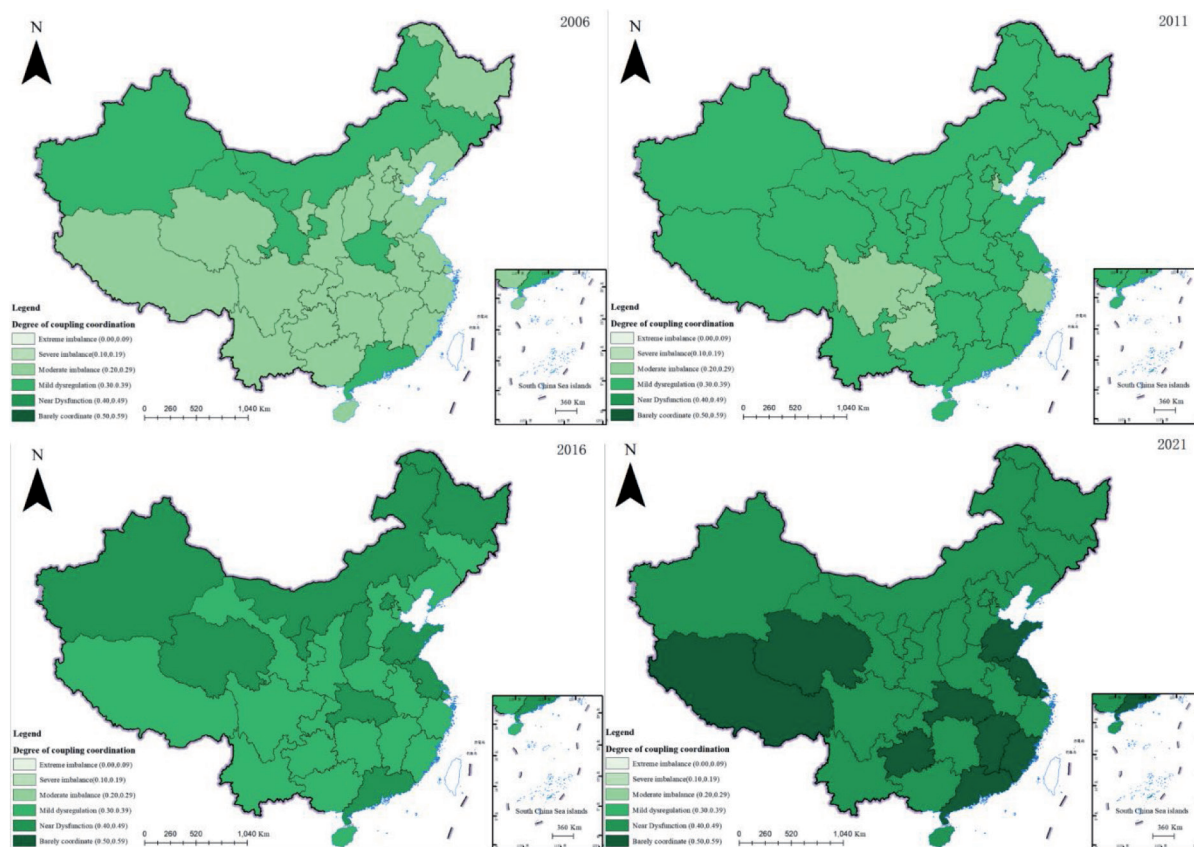 2006
N
Legend
Degree of coupling coordination
Extreme imbalance (0.00,0.09)
Severe imbalance(0.10,0.19)
Moderate imbalance (0.20,0.29)
Mild dysregulation (0.30.0.39)
Near Dysfunction (0.40,0.49)
Barely coordinate (0.50,0.59)
0 260 520 1,040 Km
South China Sea islands
360 Km
2011
N
Legend
Degree of coupling coordination
Extreme imbalance (0.00,0.09)
Severe imbalance(0.10,0.19)
Moderate imbalance (0.20,0.29)
Mild dysregulation (0.30.0.39)
Near Dysfunction (0.40,0.49)
Barely coordinate (0.50,0.59)
0 260 520 1,040 Km
South China Sea islands
360 Km
2016
N
Legend
Degree of coupling coordination
Extreme imbalance (0.00,0.09)
Severe imbalance(0.10,0.19)
Moderate imbalance (0.20,0.29)
Mild dysregulation (0.30.0.39)
Near Dysfunction (0.40,0.49)
Barely coordinate (0.50,0.59)
0 260 520 1,040 Km
South China Sea islands
360 Km
2021
N
Legend
Degree of coupling coordination
Extreme imbalance (0.00,0.09)
Severe imbalance(0.10,0.19)
Moderate imbalance (0.20,0.29)
Mild dysregulation (0.30.0.39)
Near Dysfunction (0.40,0.49)
Barely coordinate (0.50,0.59)
0 260 520 1,040 Km
South China Sea islands
360 Km